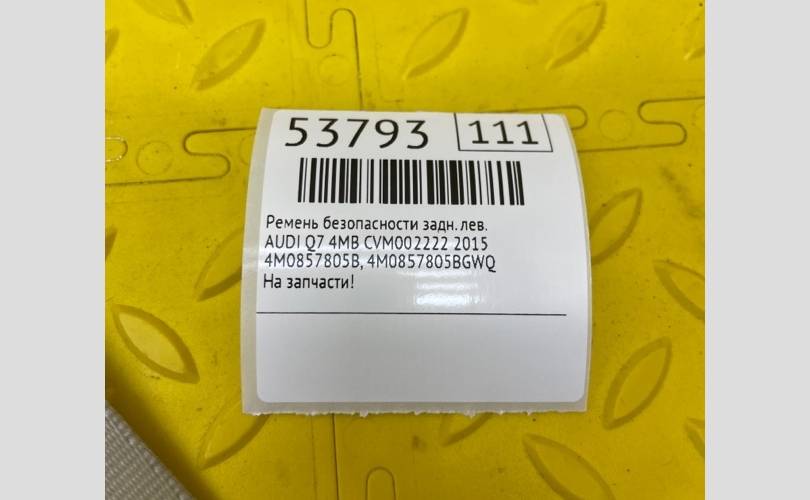 53793 111
Ремень безопасности задн. лев.
AUDI Q7 4MB CVM002222 2015
4M0857805B, 4M0857805BGWQ
На запчасти!